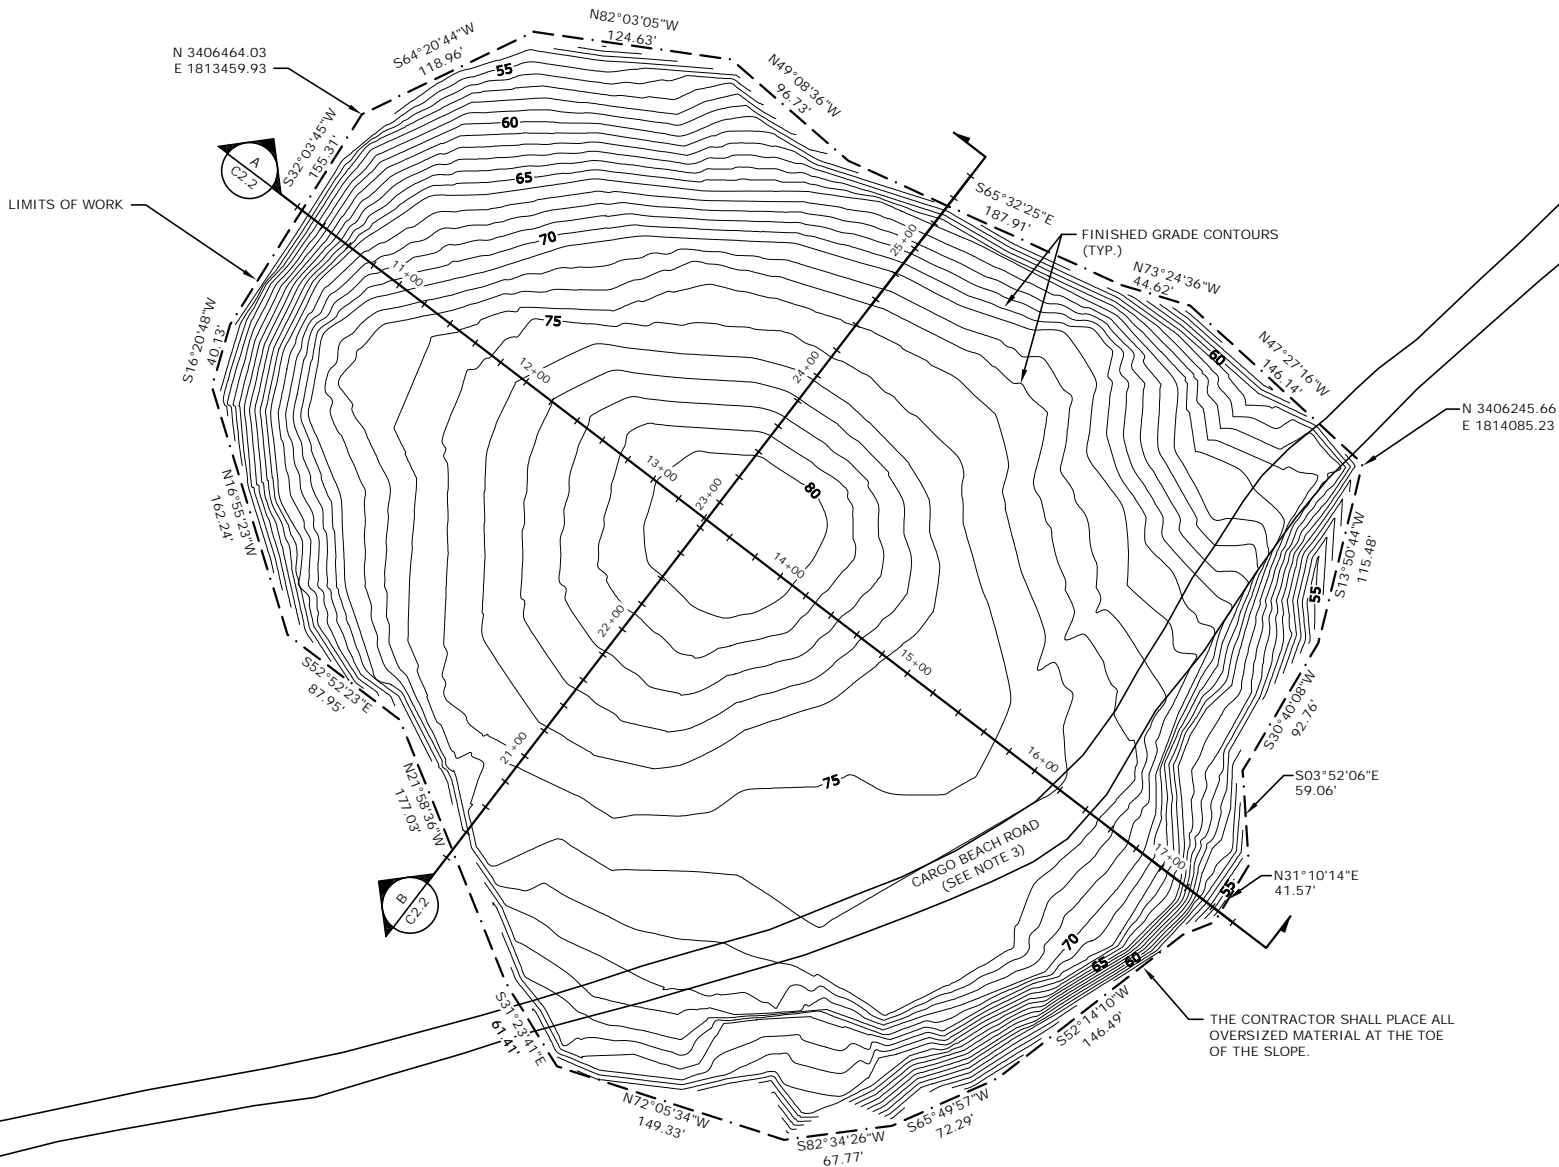 N82°03'05"W
124.63'
S64°20'44"W
118.96'
N 3406464.03
E 1813459.93
N49°08'36"W
96.73'
55
60
65
70
75
S32°03'45"W
155.31'
A
C2.2
LIMITS OF WORK
S65°32'25"E
187.91'
FINISHED GRADE CONTOURS
(TYP.)
N73°24'36"W
44.62'
N47°27'16"W
146.14'
60
N 3406245.66
E 1814085.23
S16°20'48"W
40.13'
N16°55'23"W
162.24'
11+00
12+00
13+00
14+00
15+00
16+00
17+00
25+00
24+00
23+00
22+00
21+00
80
S13°50'44"W
115.48'
55
S52°52'23"E
87.95'
N21°58'36"W
177.03'
S30°40'08"W
92.76'
S03°52'06"E
59.06'
75
CARGO BEACH ROAD
(SEE NOTE 3)
N31°10'14"E
41.57'
55
B
C2.2
70
65
60
S31°23'41"E
61.41'
S52°14'10"W
146.49'
THE CONTRACTOR SHALL PLACE ALL
OVERSIZED MATERIAL AT THE TOE
OF THE SLOPE.
N72°05'34"W
149.33'
S65°49'57"W
72.29'
S82°34'26"W
67.77'